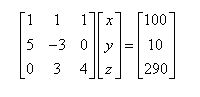 [1 1 1] [x] = [100]
[5 -3 0] [y] = [10]
[0 3 4] [z] = [290]